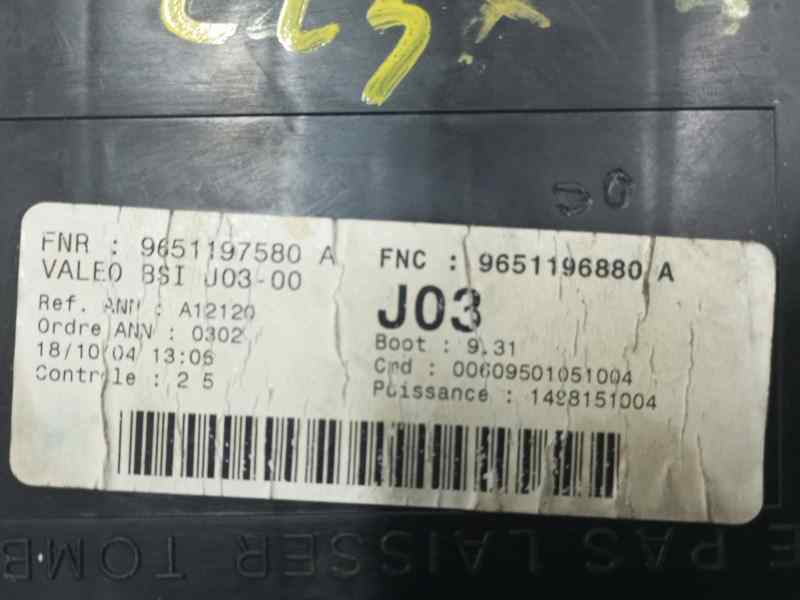 FNR : 9651197580 A
VALEO BSI J03-00
Ref. ANN : A12120
Ordre ANN : 0302
18/10/04 13:06
Controle : 2 5
FNC : 9651196880 A
J03
Boot : 9.31
Cmd : 00609501051004
Puissance : 1498151004
E PAS LAISSER TOMB